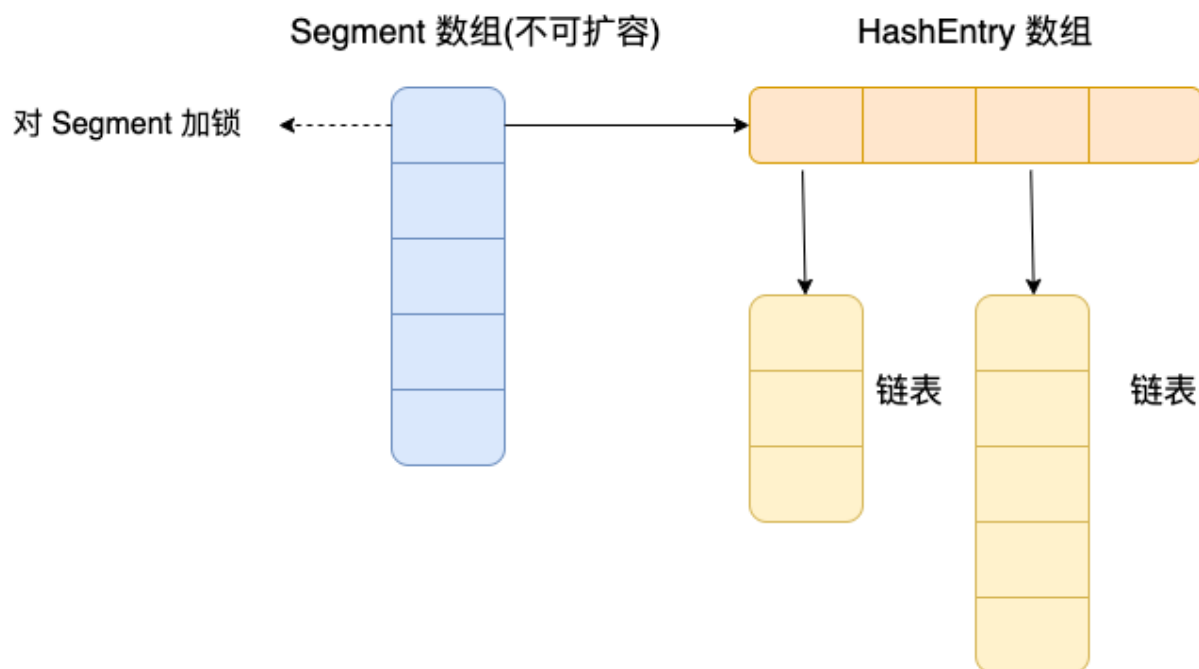 Segment 数组(不可扩容)
HashEntry 数组
对 Segment 加锁
链表
链表